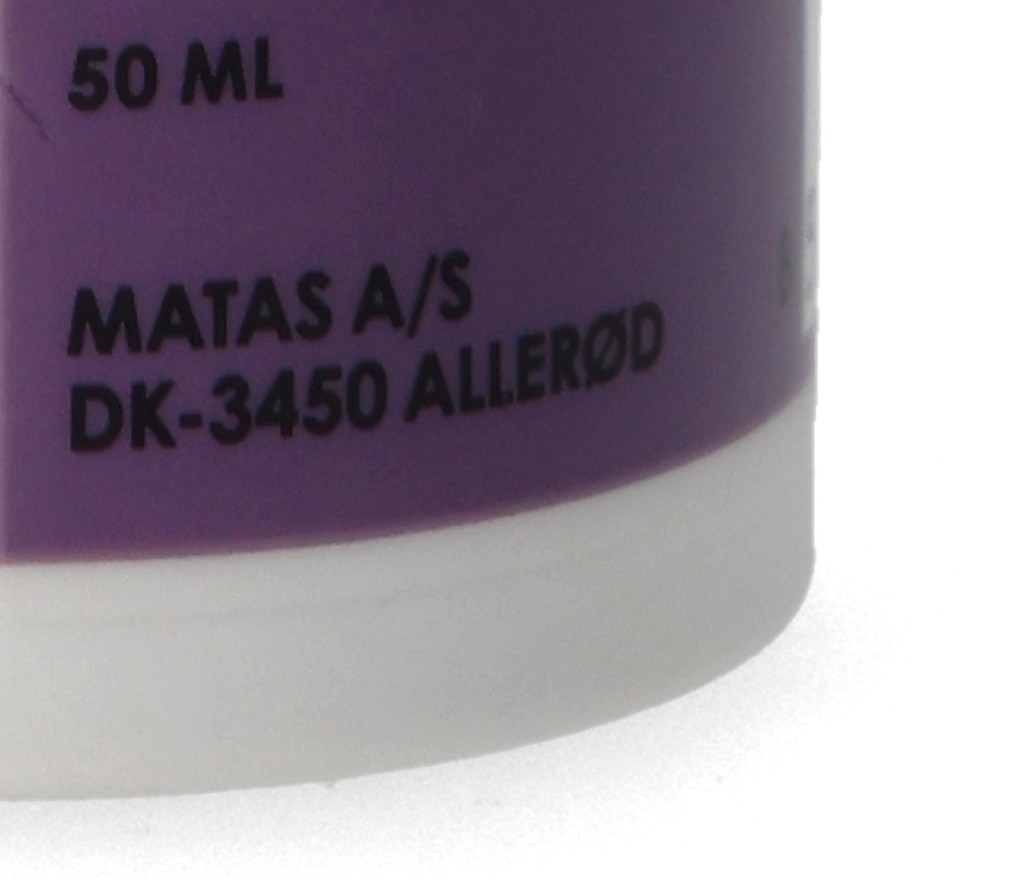 50 ML
MATAS A/S
DK-3450 ALLERØD